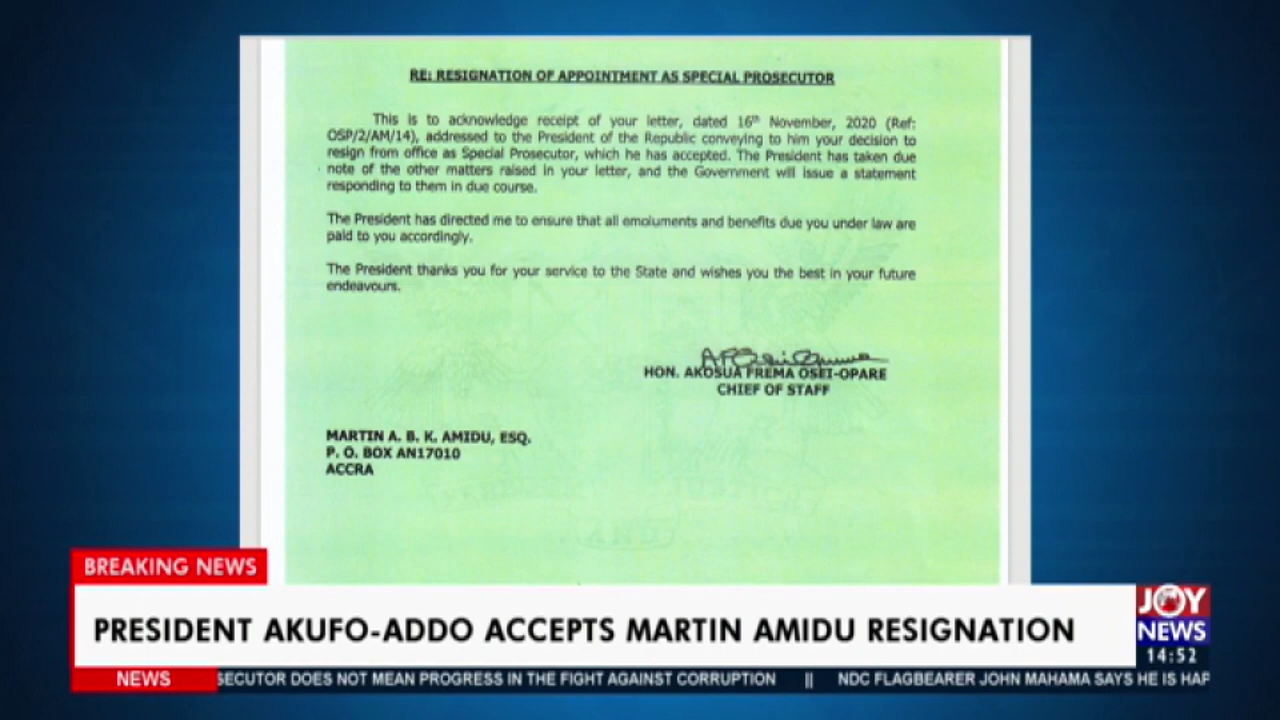 RE: RESIGNATION OF APPOINTMENT AS SPECIAL PROSECUTOR
This is to acknowledge receipt of your letter, dated 16th November, 2020 (Ref:
OSP/2/AM/14), addressed to the President of the Republic conveying to him your decision to
resign from office as Special Prosecutor, which he has accepted. The President has taken due
note of the other matters raised in your letter, and the Government will issue a statement
responding to them in due course.
The President has directed me to ensure that all emoluments and benefits due you under law are
paid to you accordingly.
The President thanks you for your service to the State and wishes you the best in your future
endeavours.
HON. AKOSUA FREMA OSEI-OPARE
CHIEF OF STAFF
MARTIN A. B. K. AMIDU, ESQ.
P. O. BOX AN17010
ACCRA
BREAKING NEWS
PRESIDENT AKUFO-ADDO ACCEPTS MARTIN AMIDU RESIGNATION
JOY
NEWS
14:52
NEWS
SECUTOR DOES NOT MEAN PROGRESS IN THE FIGHT AGAINST CORRUPTION || NDC FLAGBEARER JOHN MAHAMA SAYS HE IS HAP